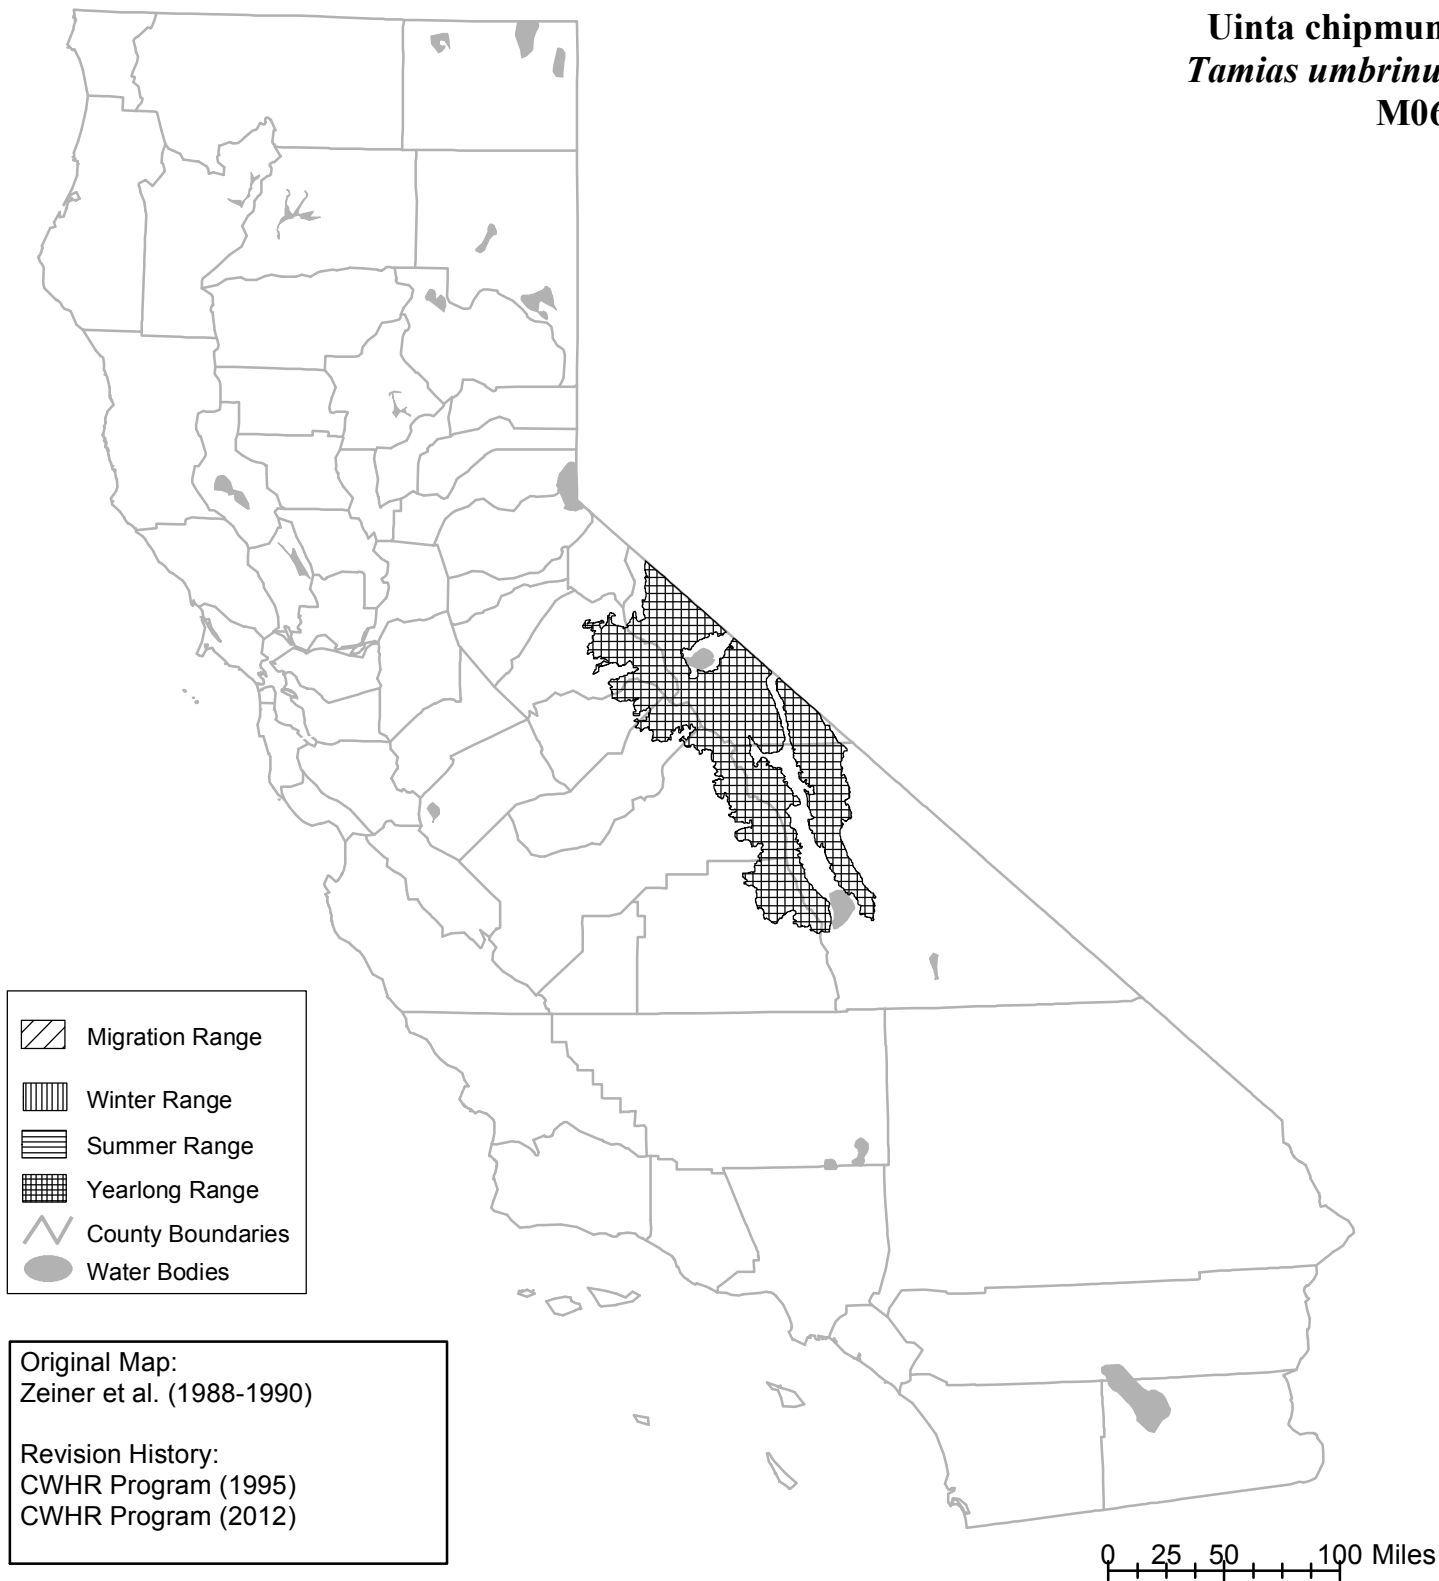 Uinta chipmun
Tamias umbrinu
M06
Migration Range
Winter Range
Summer Range
Yearlong Range
County Boundaries
Water Bodies
Original Map:
Zeiner et al. (1988-1990)
Revision History:
CWHR Program (1995)
CWHR Program (2012)
0 25 50 100 Miles